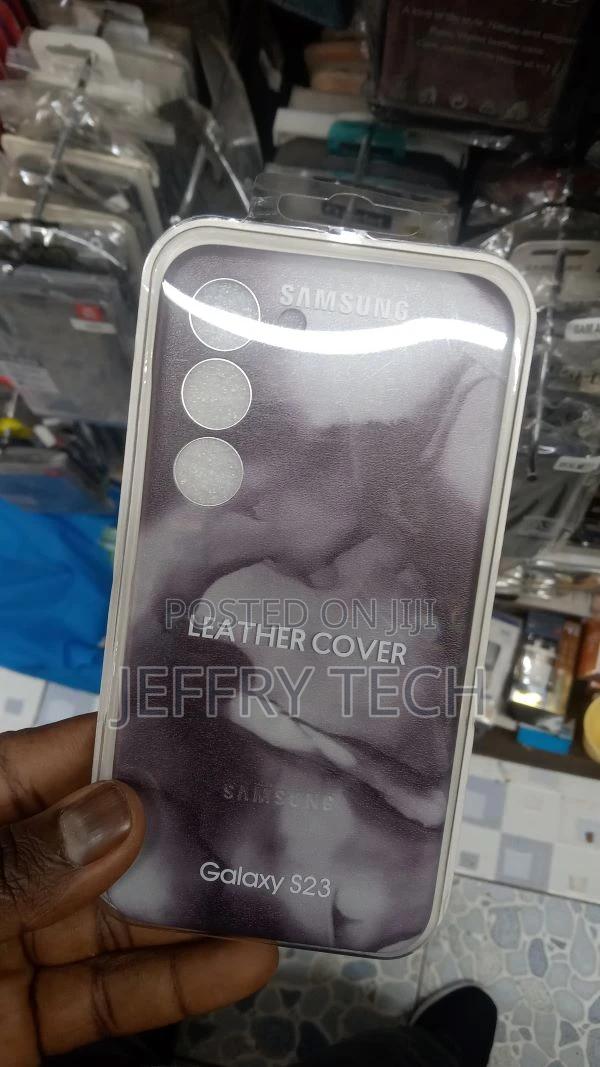 SAMSUNG
POSTED ON JIJI
LEATHER COVER
JEFFRY TECH
SAMSUNG
Galaxy S23